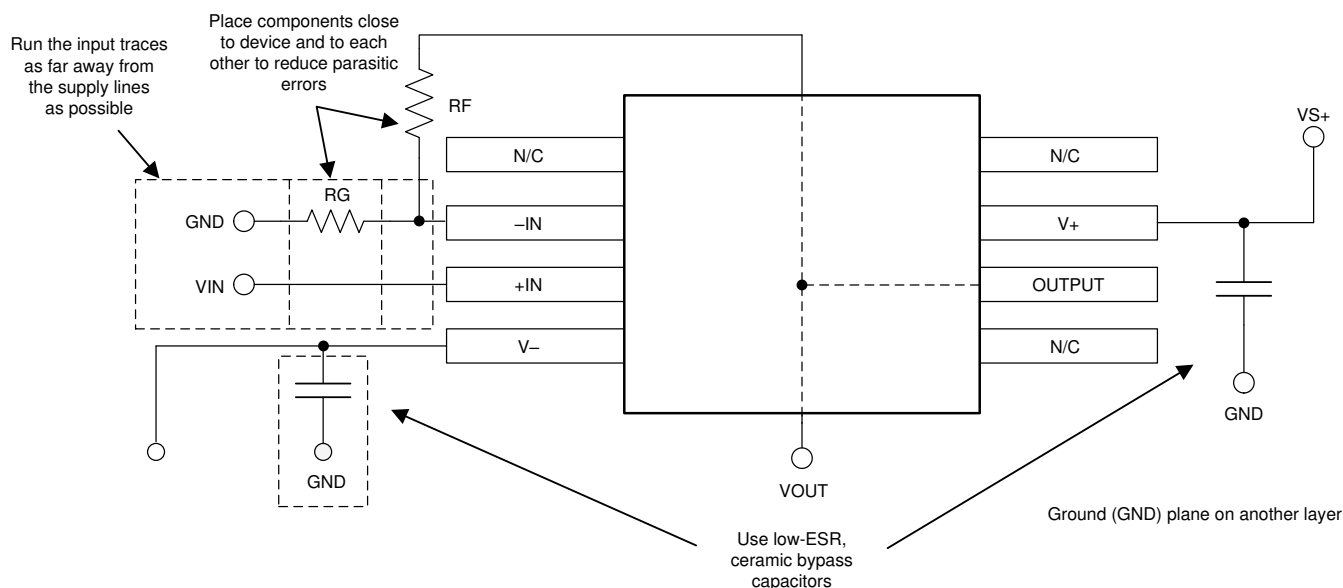 Place components close
to device and to each
other to reduce parasitic
errors
Run the input traces
as far away from
the supply lines
as possible
RF
VS+
N/C
N/C
RG
GND
–IN
V+
VIN
+IN
OUTPUT
V–
N/C
GND
GND
VOUT
Ground (GND) plane on another layer
Use low-ESR,
ceramic bypass
capacitors